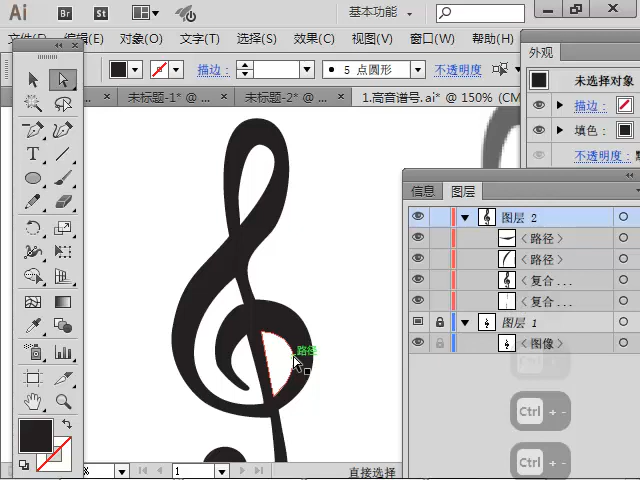 Ai Br St 基本功能
文件(F) 编辑(E) 对象(O) 文字(T) 选择(S) 效果(C) 视图(V) 窗口(W) 帮助(H)
描边: 5 点圆形 不透明度
未标题-1* @ ... × 未标题-2* @ ... × 1.高音谱号.ai* @ 150% (CM
外观
未选择对象
描边:
填色:
不透明度:
信息 图层
图层 2
<路径>
<路径>
<复合...
<复合...
图层 1
<图像>
路径
Ctrl + -
Ctrl + -
% 1 直接选择